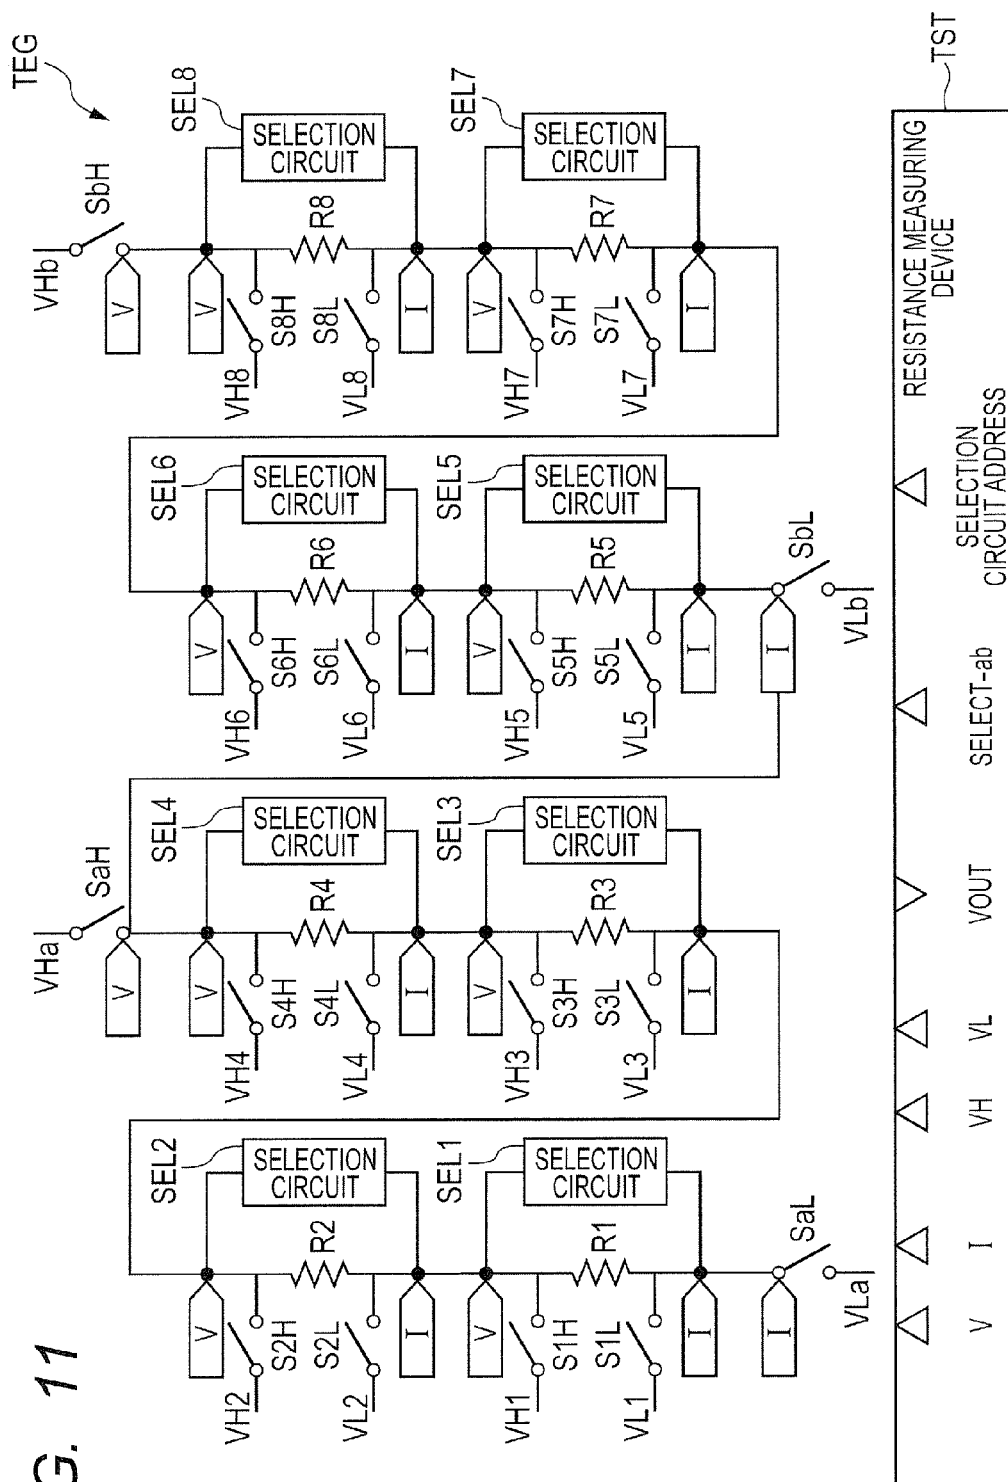 G. 11
TEG
VHa
SaH
VHb
SbH
V
V
SEL2
SELECTION
CIRCUIT
VH2
S2H
V
R2
VL2
S2L
I
SEL4
SELECTION
CIRCUIT
VH4
S4H
V
R4
VL4
S4L
I
SEL6
SELECTION
CIRCUIT
VH6
S6H
V
R6
VL6
S6L
I
SEL8
SELECTION
CIRCUIT
VH8
S8H
V
R8
VL8
S8L
I
SEL1
SELECTION
CIRCUIT
VH1
S1H
V
R1
VL1
S1L
I
SEL3
SELECTION
CIRCUIT
VH3
S3H
V
R3
VL3
S3L
I
SEL5
SELECTION
CIRCUIT
VH5
S5H
V
R5
VL5
S5L
I
SEL7
SELECTION
CIRCUIT
VH7
S7H
V
R7
VL7
S7L
I
I
SaL
VLa
I
SbL
VLb
RESISTANCE MEASURING
DEVICE
TST
V
I
VH
VL
VOUT
SELECT-ab
SELECTION
CIRCUIT ADDRESS